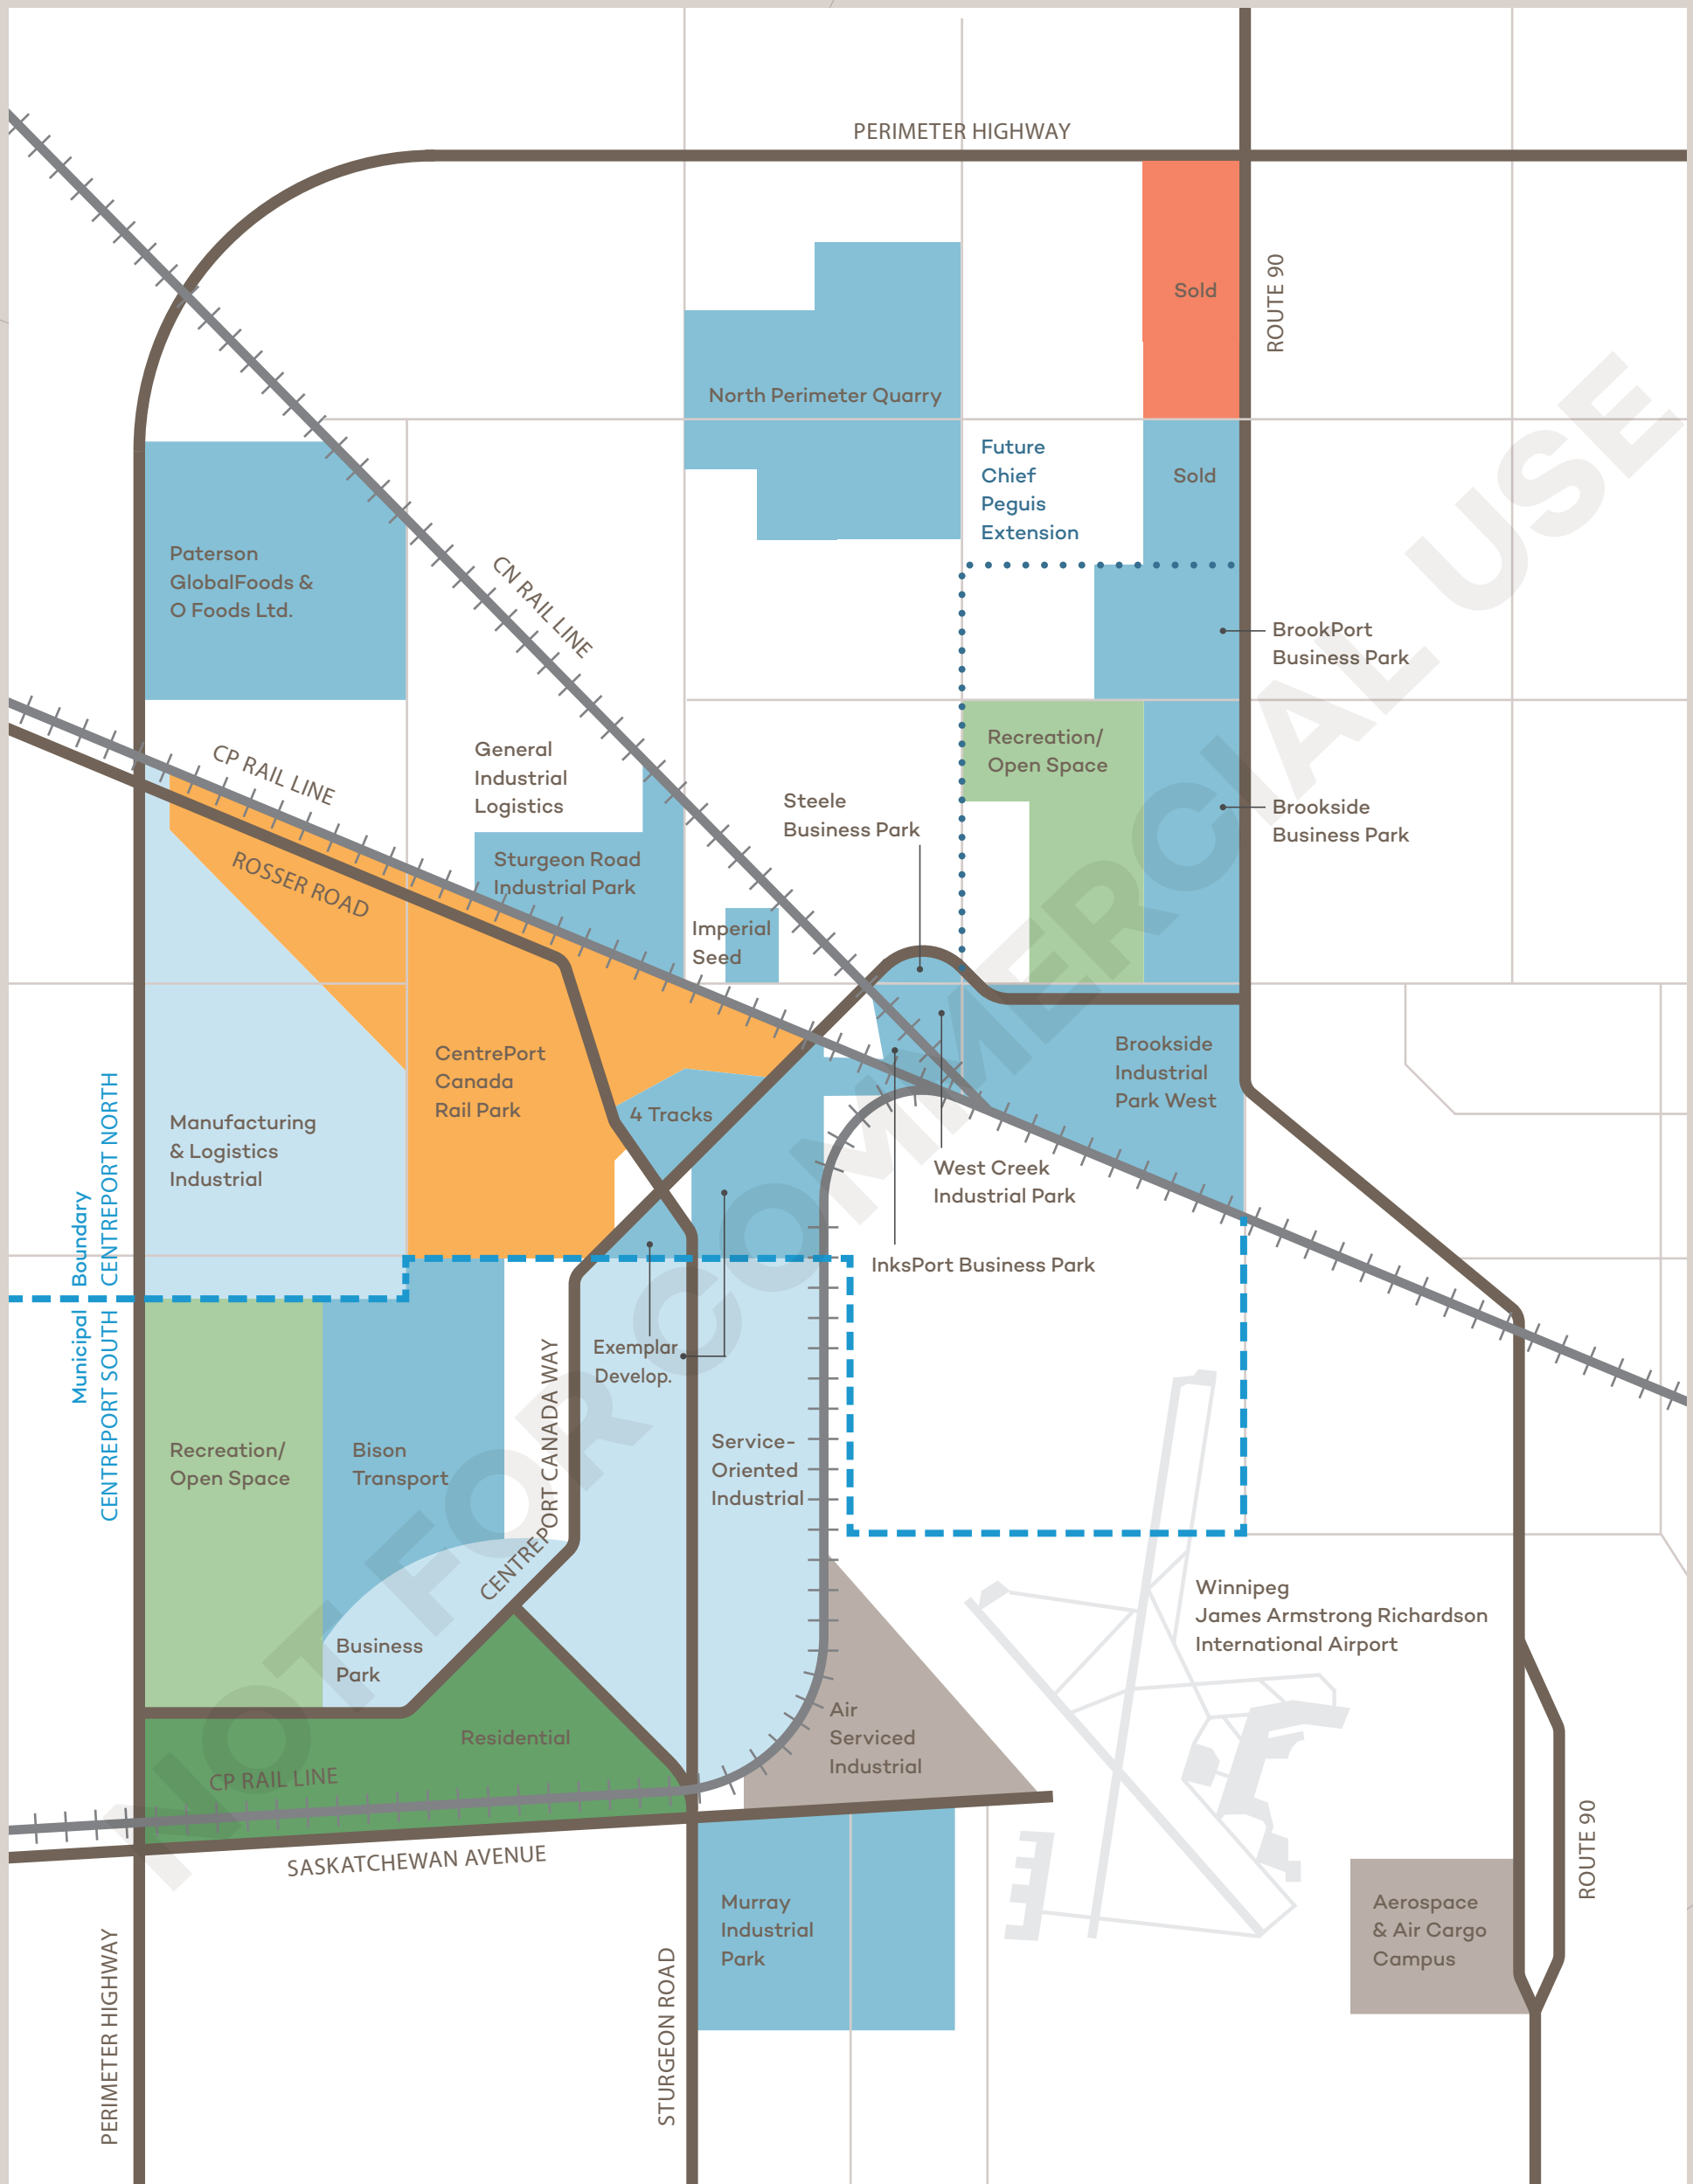 PERIMETER HIGHWAY
ROUTE 90
Sold
North Perimeter Quarry
Future
Chief
Peguis
Extension
Sold
Paterson
GlobalFoods &
O Foods Ltd.
CN RAIL LINE
BrookPort
Business Park
CP RAIL LINE
General
Industrial
Logistics
Recreation/
Open Space
Steele
Business Park
Brookside
Business Park
ROSSER ROAD
Sturgeon Road
Industrial Park
Imperial
Seed
CentrePort
Canada
Rail Park
Brookside
Industrial
Park West
4 Tracks
Manufacturing
& Logistics
Industrial
West Creek
Industrial Park
InksPort Business Park
Municipal Boundary
CENTREPORT SOUTH CENTREPORT NORTH
Exemplar
Develop.
CENTREPORT CANADA WAY
Recreation/
Open Space
Bison
Transport
Service-
Oriented
Industrial
Winnipeg
James Armstrong Richardson
International Airport
Business
Park
Residential
Air
Serviced
Industrial
CP RAIL LINE
SASKATCHEWAN AVENUE
ROUTE 90
Murray
Industrial
Park
Aerospace
& Air Cargo
Campus
PERIMETER HIGHWAY
STURGEON ROAD
NOT FOR COMMERCIAL USE